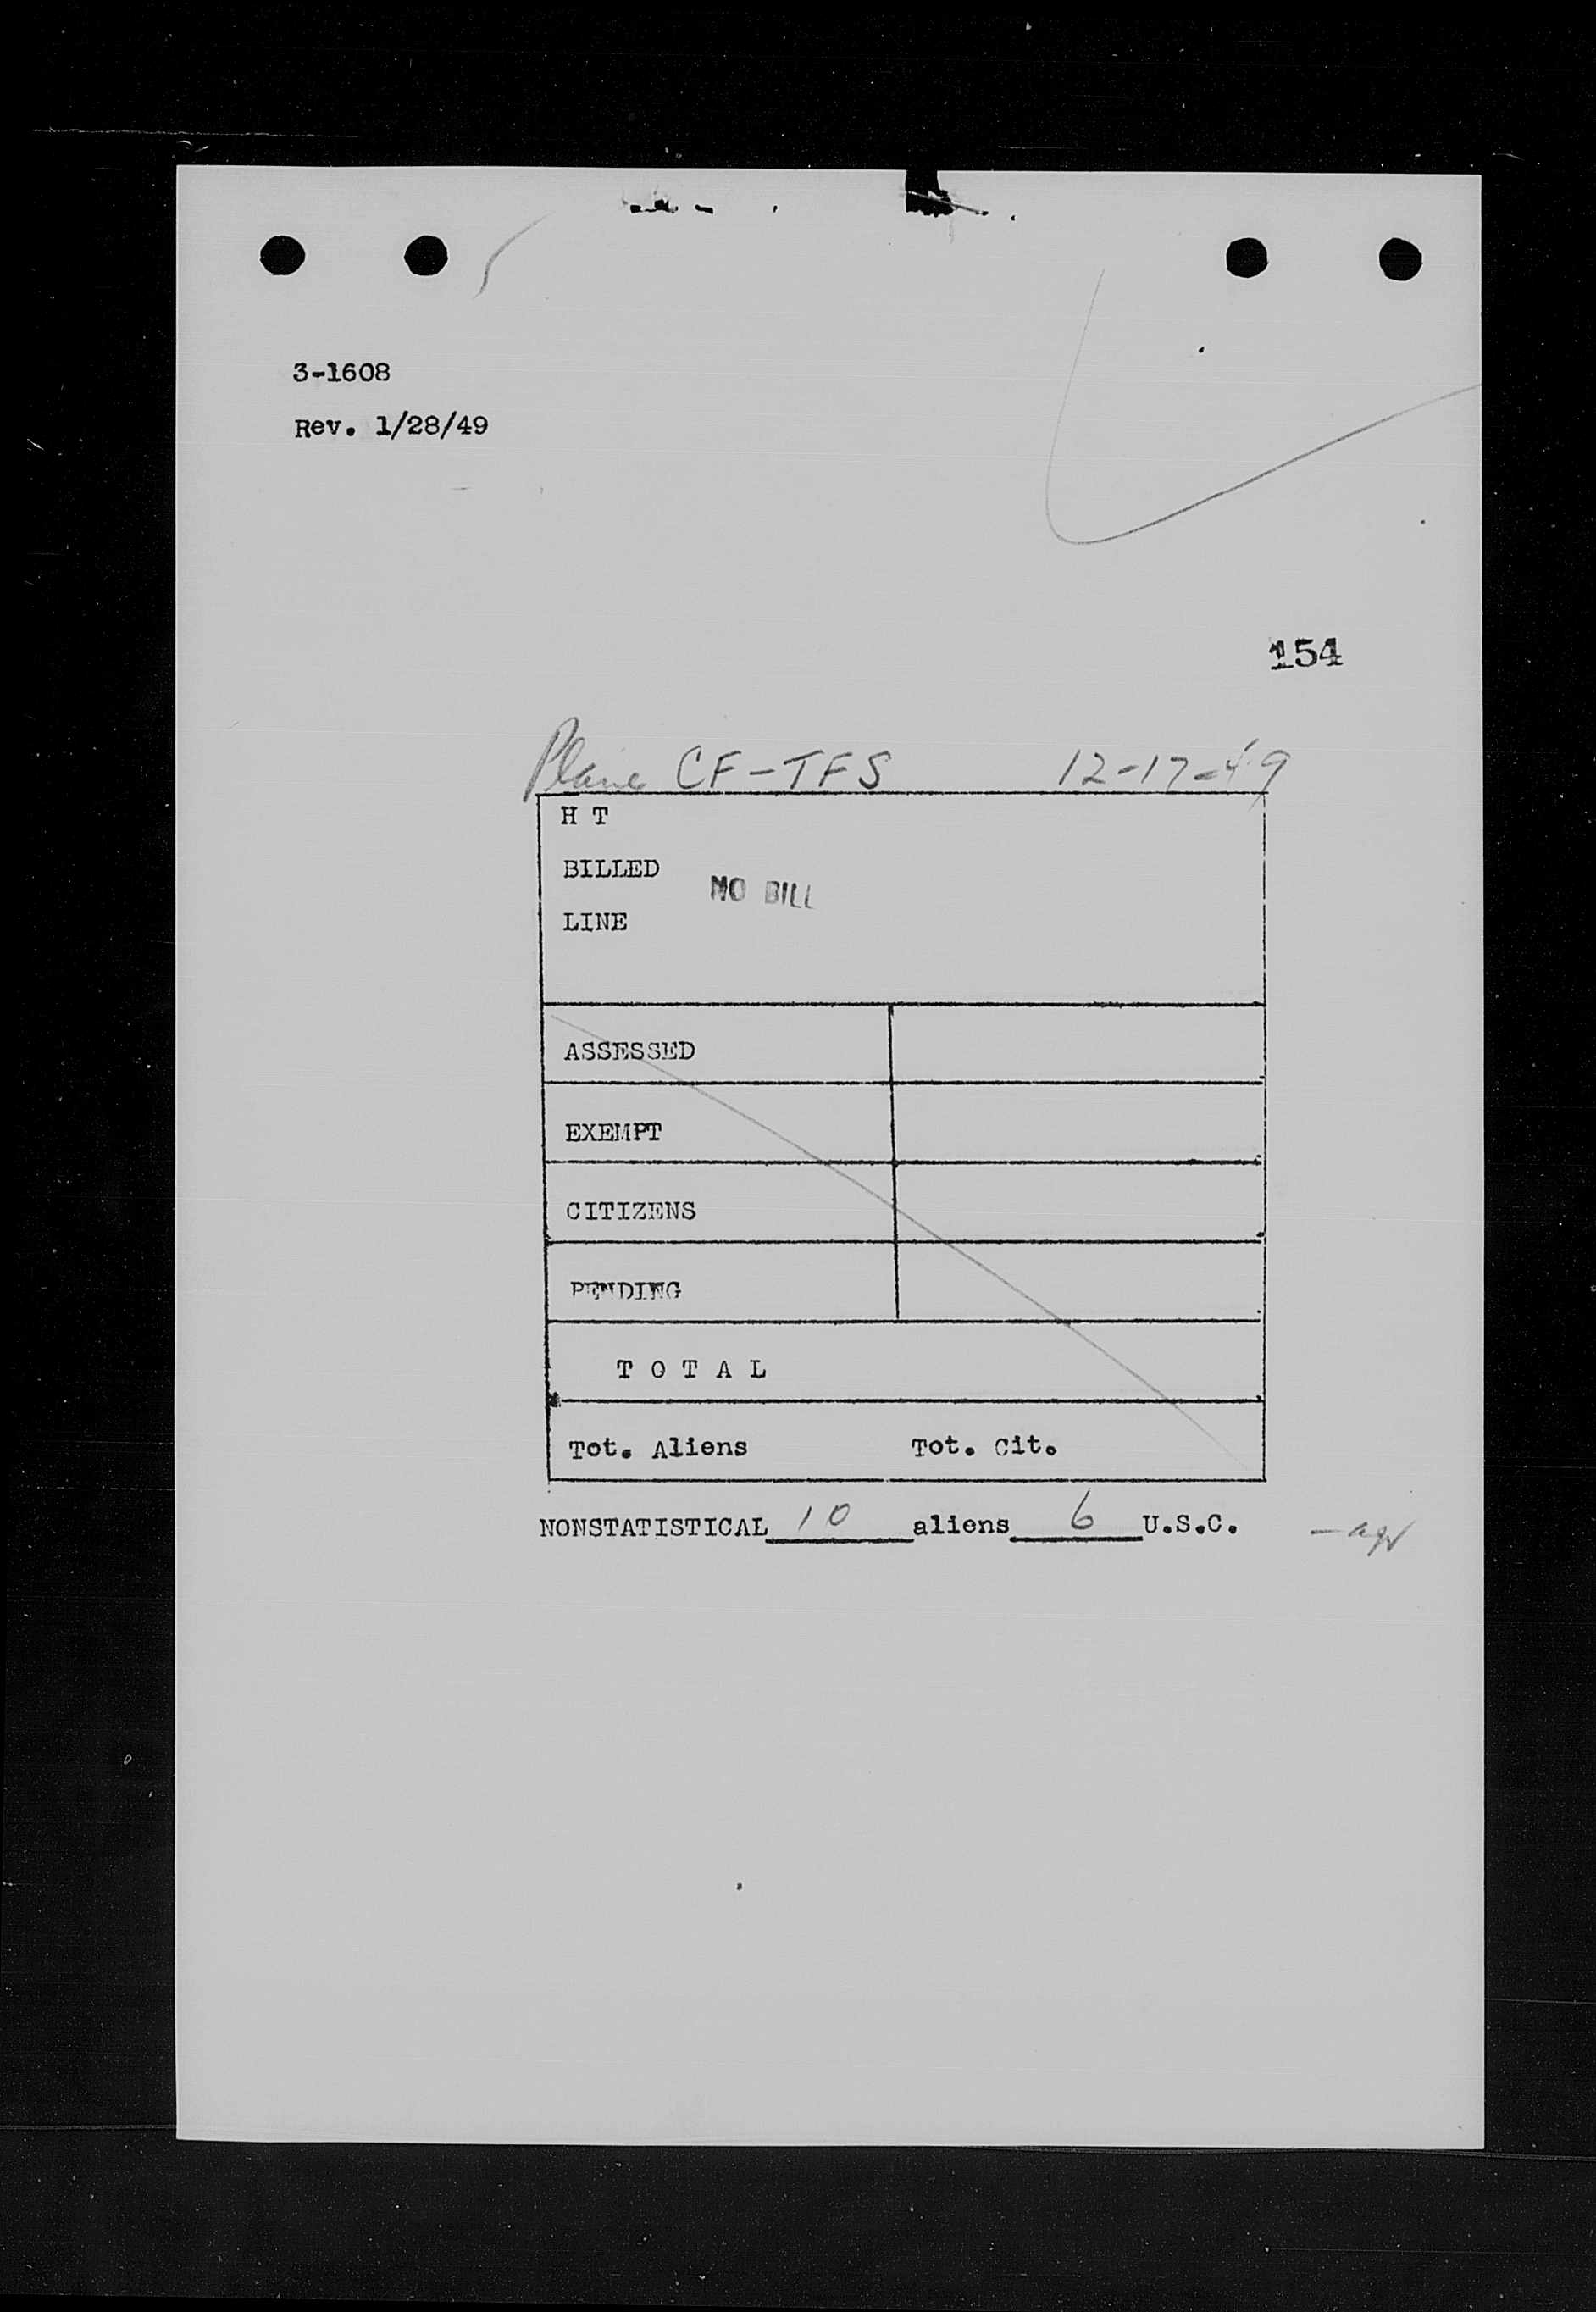 3-1608
Rev. 1/28/49
154
Plane CF-TFS 12-17-49
H T
BILLED
NO BILL
LINE
ASSESSED
EXEMPT
CITIZENS
PENDING
T O T A L
Tot. Aliens Tot. Cit.
NONSTATISTICAL 10 aliens 6 U.S.C.